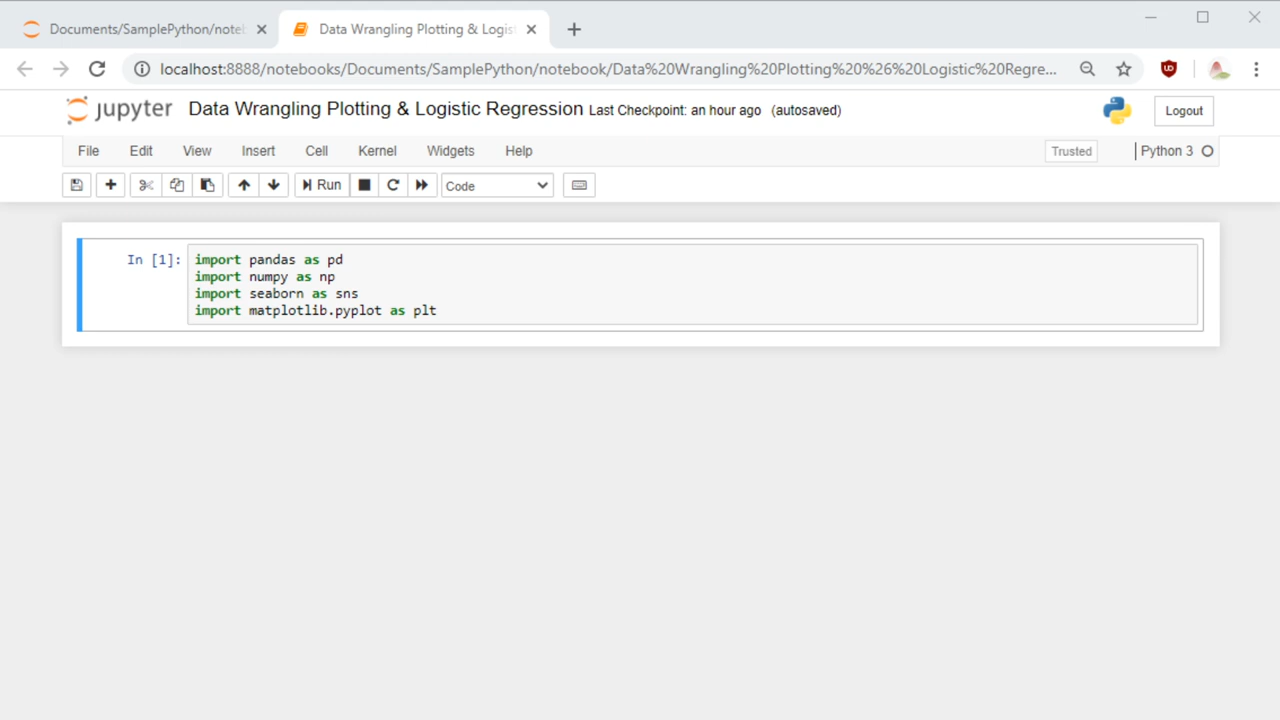 Documents/SamplePython/noteb
Data Wrangling Plotting & Logist
localhost:8888/notebooks/Documents/SamplePython/notebook/Data%20Wrangling%20Plotting%20%26%20Logistic%20Regre...
jupyter Data Wrangling Plotting & Logistic Regression Last Checkpoint: an hour ago (autosaved) Logout
File Edit View Insert Cell Kernel Widgets Help Trusted Python 3
Run Code
In [1]: import pandas as pd
import numpy as np
import seaborn as sns
import matplotlib.pyplot as plt